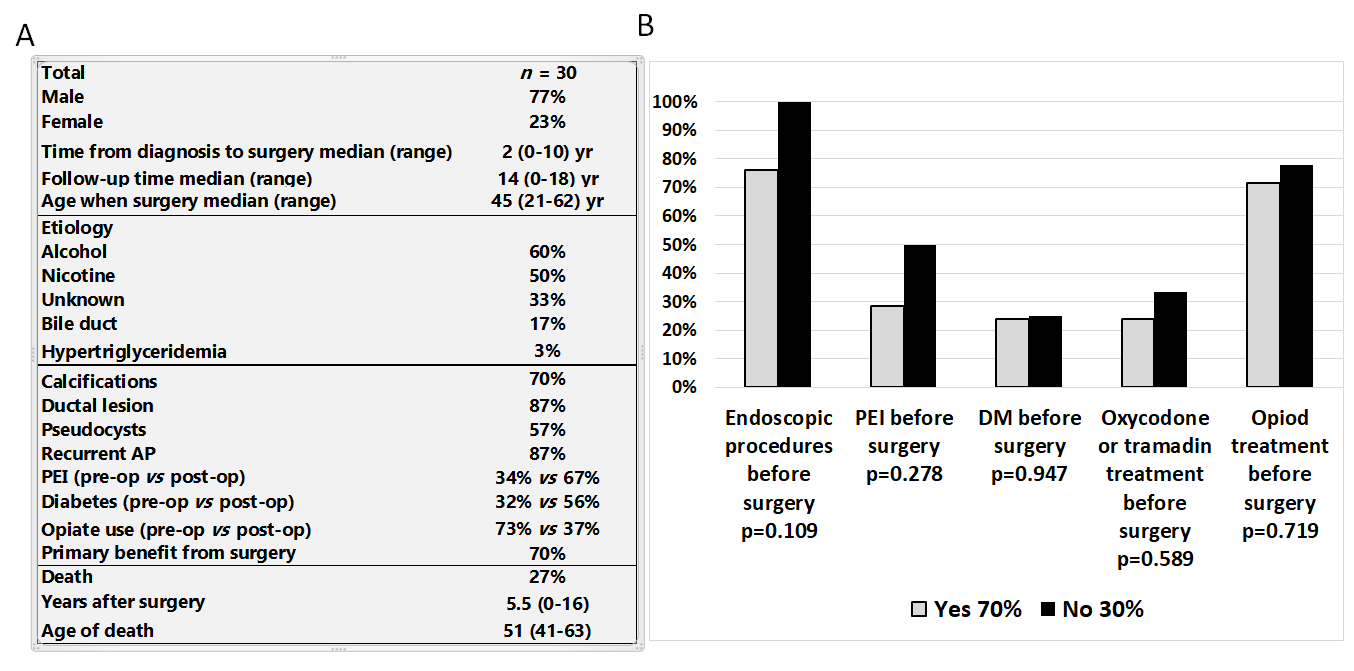 A
Total n = 30
Male 77%
Female 23%
Time from diagnosis to surgery median (range) 2 (0-10) yr
Follow-up time median (range) 14 (0-18) yr
Age when surgery median (range) 45 (21-62) yr
Etiology
Alcohol 60%
Nicotine 50%
Unknown 33%
Bile duct 17%
Hypertriglyceridemia 3%
Calcifications 70%
Ductal lesion 87%
Pseudocysts 57%
Recurrent AP 87%
PEI (pre-op vs post-op) 34% vs 67%
Diabetes (pre-op vs post-op) 32% vs 56%
Opiate use (pre-op vs post-op) 73% vs 37%
Primary benefit from surgery 70%
Death 27%
Years after surgery 5.5 (0-16)
Age of death 51 (41-63)
B
100%
90%
80%
70%
60%
50%
40%
30%
20%
10%
0%
Endoscopic
procedures
before
surgery
p=0.109
PEI before
surgery
p=0.278
DM before
surgery
p=0.947
Oxycodone
or tramadin
treatment
before
surgery
p=0.589
Opiod
treatment
before
surgery
p=0.719
Yes 70% No 30%